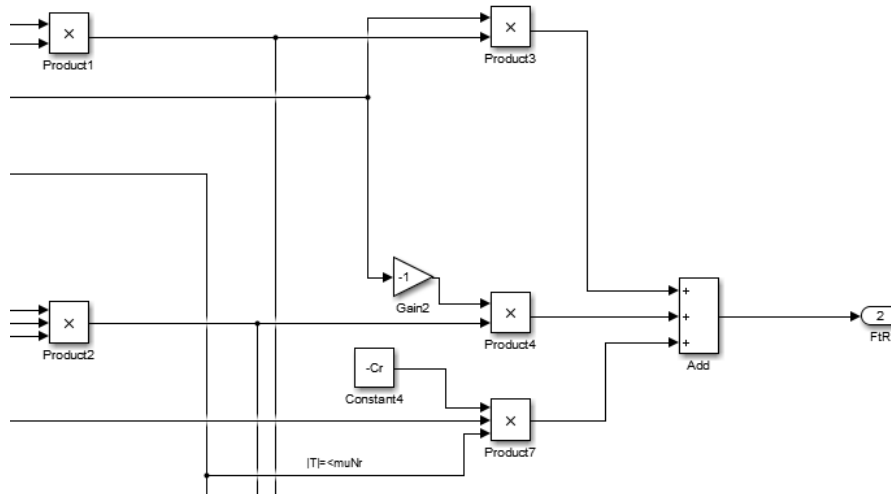 ×
Product1
×
Product3
-1
Gain2
×
Product2
×
Product4
+
+
+
Add
2
FtR
-Cr
Constant4
×
Product7
|T|=<muNr